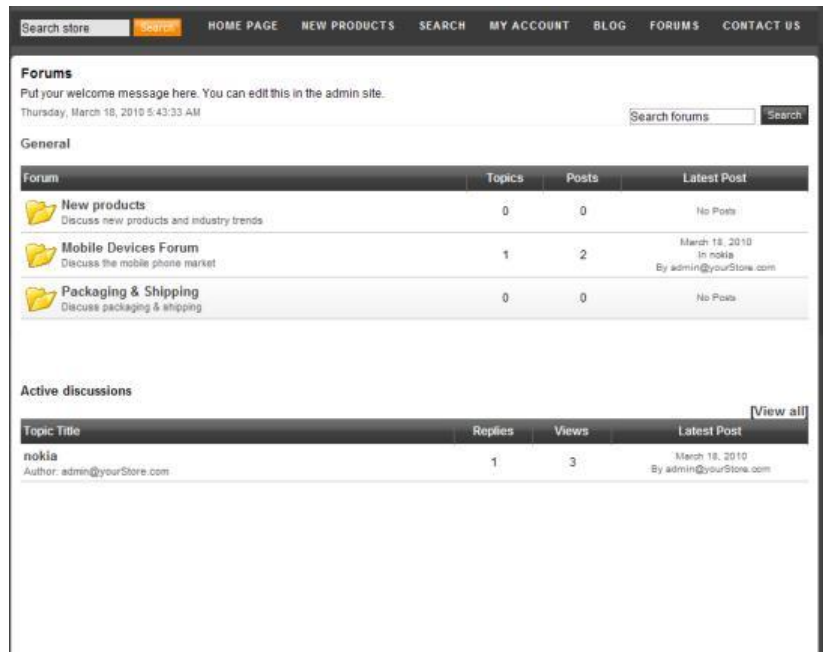 Search store Search HOME PAGE NEW PRODUCTS SEARCH MY ACCOUNT BLOG FORUMS CONTACT US
Forums
Put your welcome message here. You can edit this in the admin site.
Thursday, March 18, 2010 5:43:33 AM
Search forums Search
General
Forum Topics Posts Latest Post
New products
Discuss new products and industry trends
0 0 No Posts
Mobile Devices Forum
Discuss the mobile phone market
1 2
March 18, 2010
In nokia
By admin@yourStore.com
Packaging & Shipping
Discuss packaging & shipping
0 0 No Posts
Active discussions
[View all]
Topic Title Replies Views Latest Post
nokia
Author: admin@yourStore.com
1 3
March 18, 2010
By admin@yourStore.com